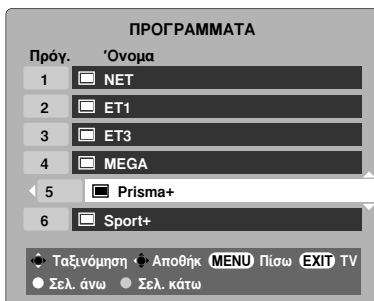 ΠΡΟΓΡΑΜΜΑΤΑ
Πρόγ. Όνομα
1 NET
2 ET1
3 ET3
4 MEGA
5 Prisma+
6 Sport+
Ταξινόμηση Αποθήκ MENU Πίσω EXIT TV
Σελ. άνω Σελ. κάτω